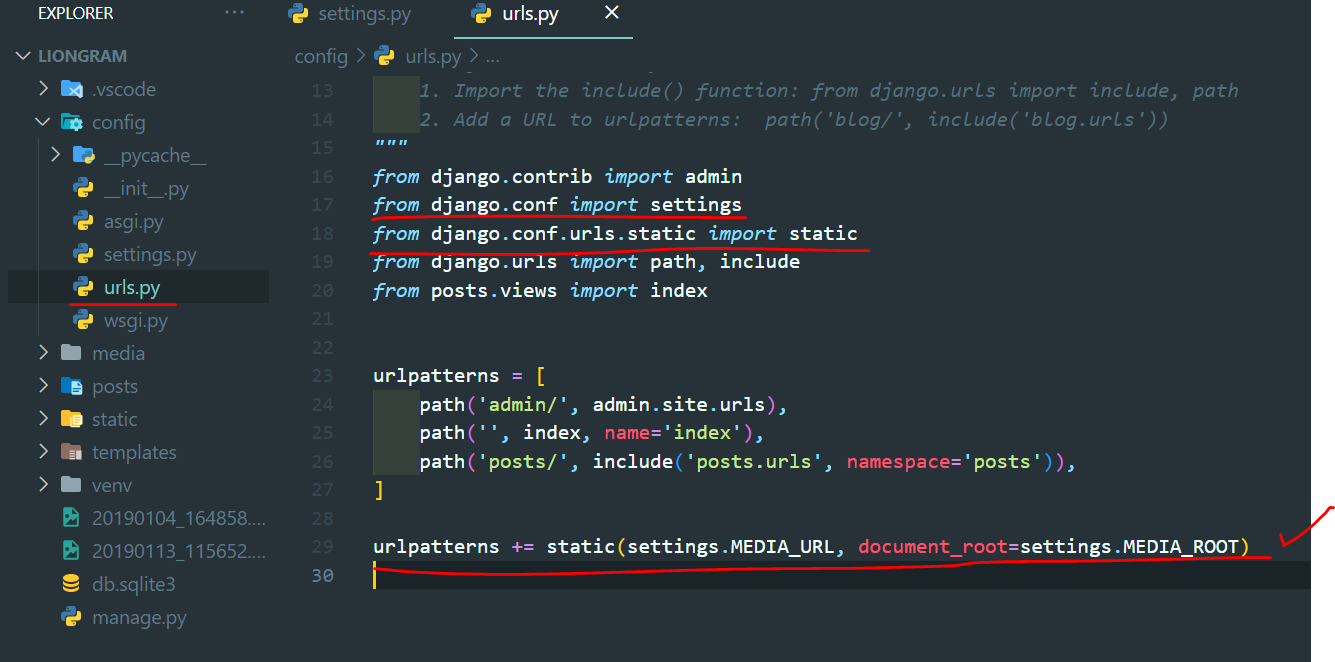 EXPLORER ...
settings.py
urls.py
LIONGRAM
.vscode
config
__pycache__
__init__.py
asgi.py
settings.py
urls.py
wsgi.py
media
posts
static
templates
venv
20190104_164858....
20190113_115652....
db.sqlite3
manage.py
config > urls.py > ...
13 1. Import the include() function: from django.urls import include, path
14 2. Add a URL to urlpatterns:  path('blog/', include('blog.urls'))
15 """
16 from django.contrib import admin
17 from django.conf import settings
18 from django.conf.urls.static import static
19 from django.urls import path, include
20 from posts.views import index
21
22
23 urlpatterns = [
24 path('admin/', admin.site.urls),
25 path('', index, name='index'),
26 path('posts/', include('posts.urls', namespace='posts')),
27 ]
28
29 urlpatterns += static(settings.MEDIA_URL, document_root=settings.MEDIA_ROOT)
30